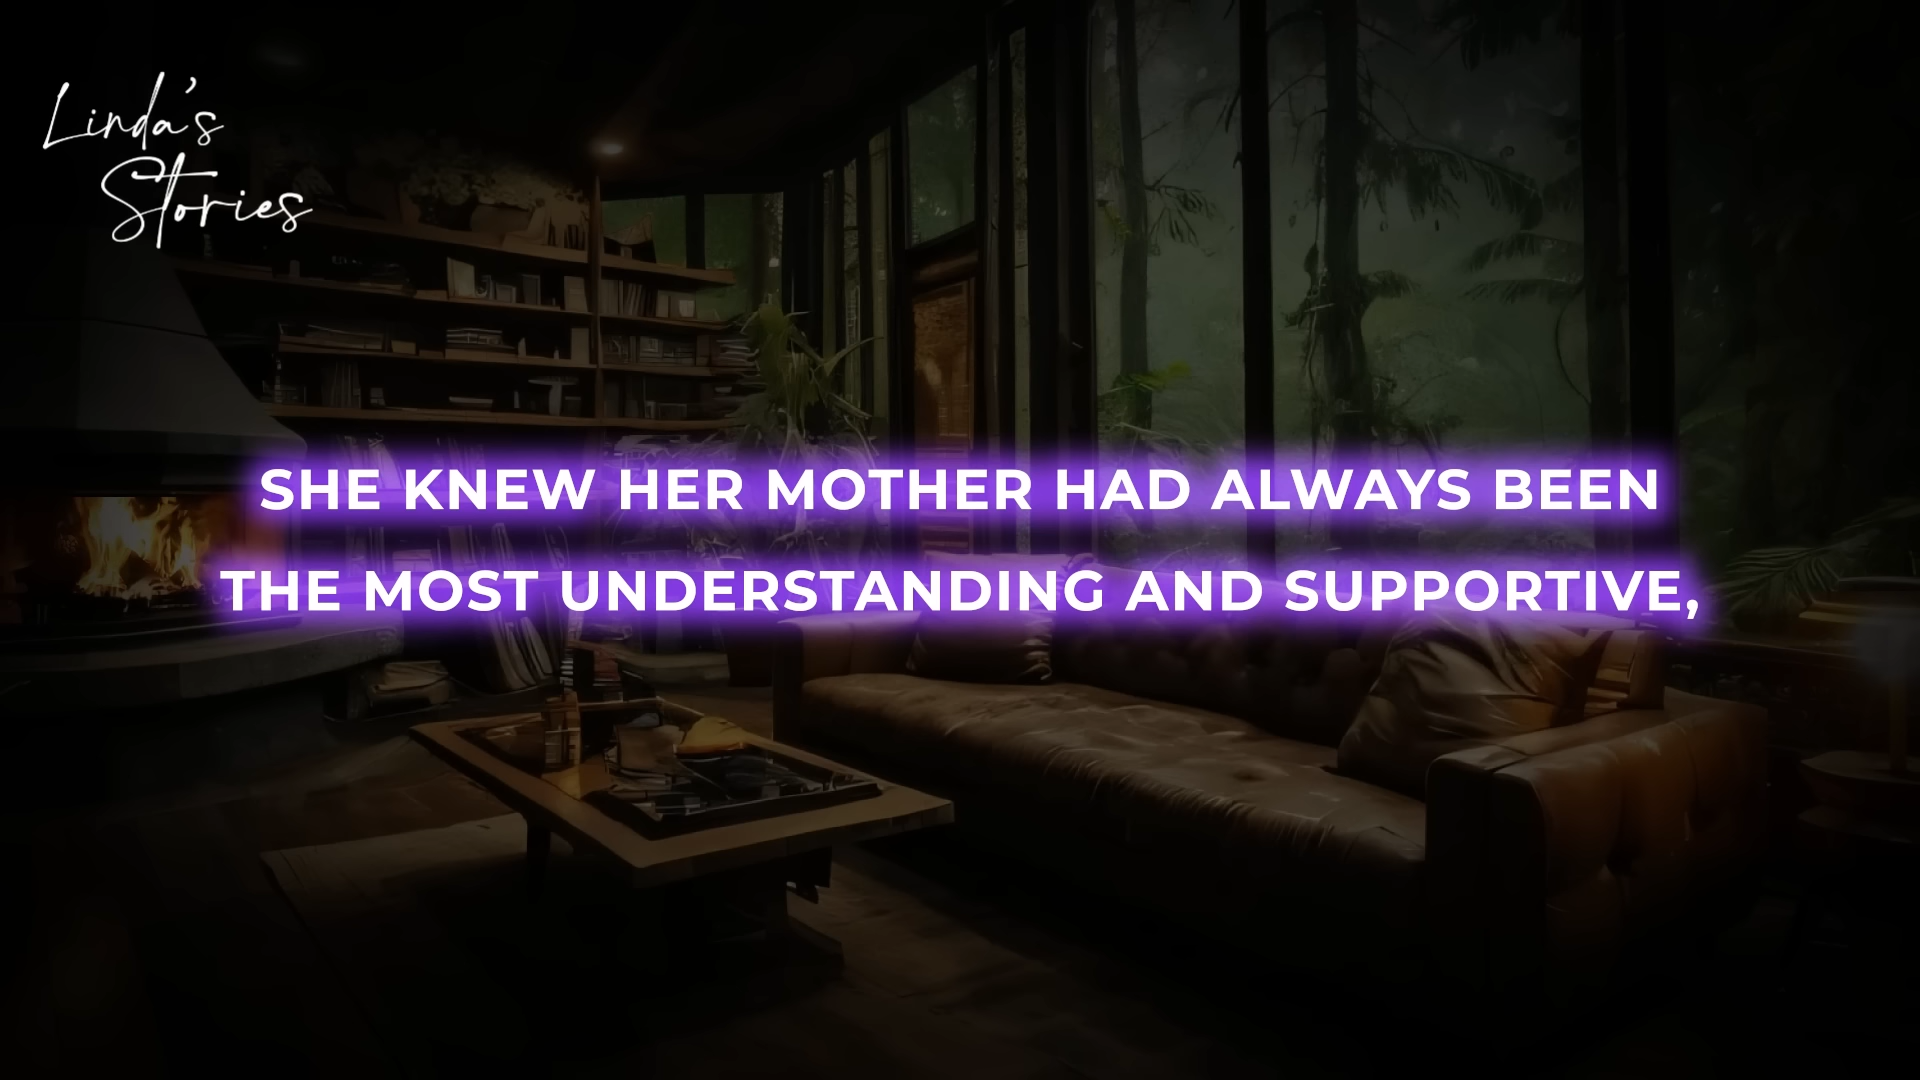 Linda's
Stories
SHE KNEW HER MOTHER HAD ALWAYS BEEN
THE MOST UNDERSTANDING AND SUPPORTIVE,